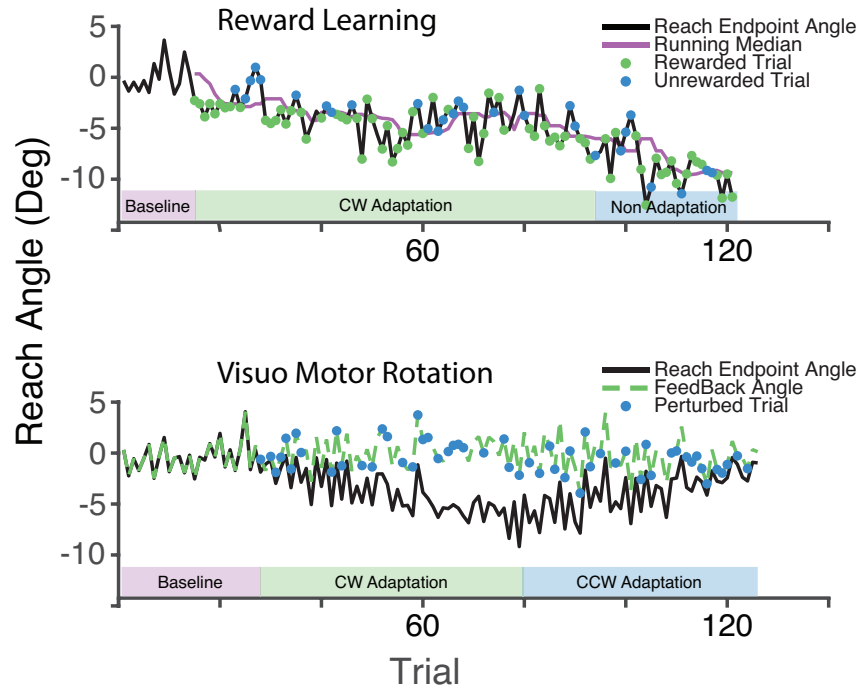 Reward Learning
Reach Endpoint Angle
Running Median
Rewarded Trial
Unrewarded Trial
5
0
-5
-10
Baseline
CW Adaptation
Non Adaptation
60
120
Reach Angle (Deg)
Visuo Motor Rotation
Reach Endpoint Angle
FeedBack Angle
Perturbed Trial
5
0
-5
-10
Baseline
CW Adaptation
CCW Adaptation
60
120
Trial